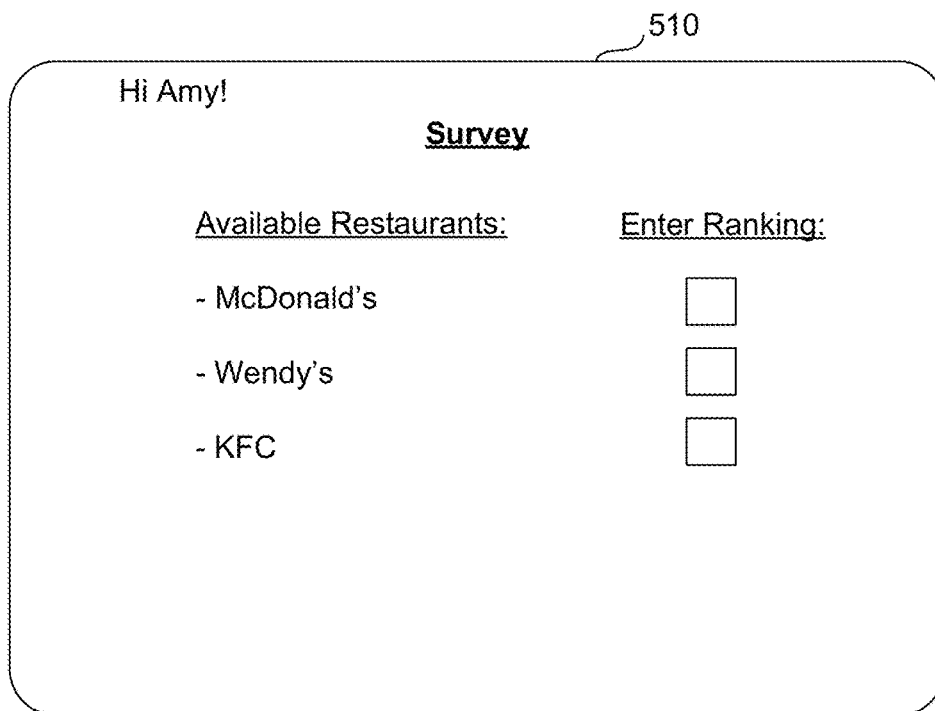 510
Hi Amy!
Survey
Available Restaurants: Enter Ranking:
- McDonald's
- Wendy's
- KFC